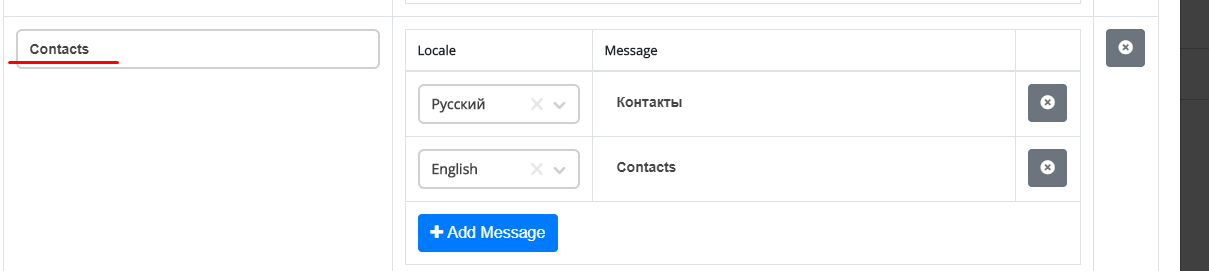 Contacts
Locale
Message
Русский
Контакты
English
Contacts
Add Message